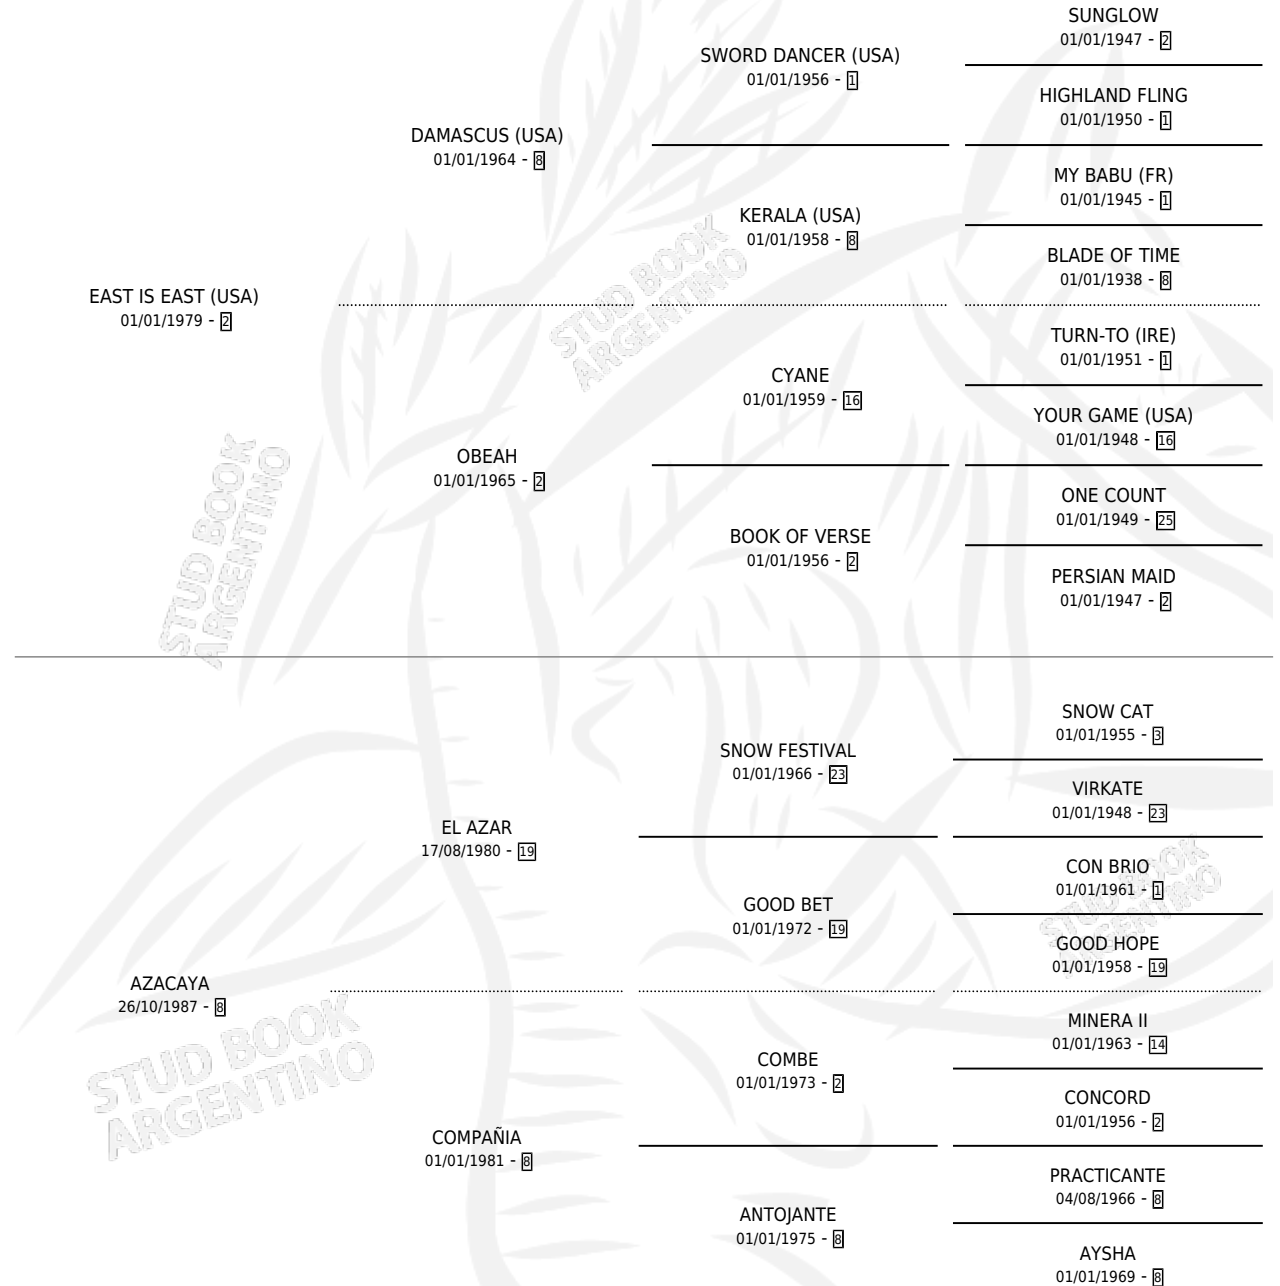 SUNGLOW
01/01/1947 - 2
SWORD DANCER (USA)
01/01/1956 - 1
HIGHLAND FLING
01/01/1950 - 1
DAMASCUS (USA)
01/01/1964 - 8
MY BABU (FR)
01/01/1945 - 1
KERALA (USA)
01/01/1958 - 8
BLADE OF TIME
01/01/1938 - 8
EAST IS EAST (USA)
01/01/1979 - 2
TURN-TO (IRE)
01/01/1951 - 1
CYANE
01/01/1959 - 16
YOUR GAME (USA)
01/01/1948 - 16
OBEAH
01/01/1965 - 2
ONE COUNT
01/01/1949 - 25
BOOK OF VERSE
01/01/1956 - 2
PERSIAN MAID
01/01/1947 - 2
SNOW CAT
01/01/1955 - 3
SNOW FESTIVAL
01/01/1966 - 23
VIRKATE
01/01/1948 - 23
EL AZAR
17/08/1980 - 19
CON BRIO
01/01/1961 - 1
GOOD BET
01/01/1972 - 19
GOOD HOPE
01/01/1958 - 19
AZACAYA
26/10/1987 - 8
MINERA II
01/01/1963 - 14
COMBE
01/01/1973 - 2
CONCORD
01/01/1956 - 2
COMPAÑIA
01/01/1981 - 8
PRACTICANTE
04/08/1966 - 8
ANTOJANTE
01/01/1975 - 8
AYSHA
01/01/1969 - 8
STUD BOOK
ARGENTINO
STUD BOOK
ARGENTINO
STUD BOOK
ARGENTINO
STUD BOOK
ARGENTINO